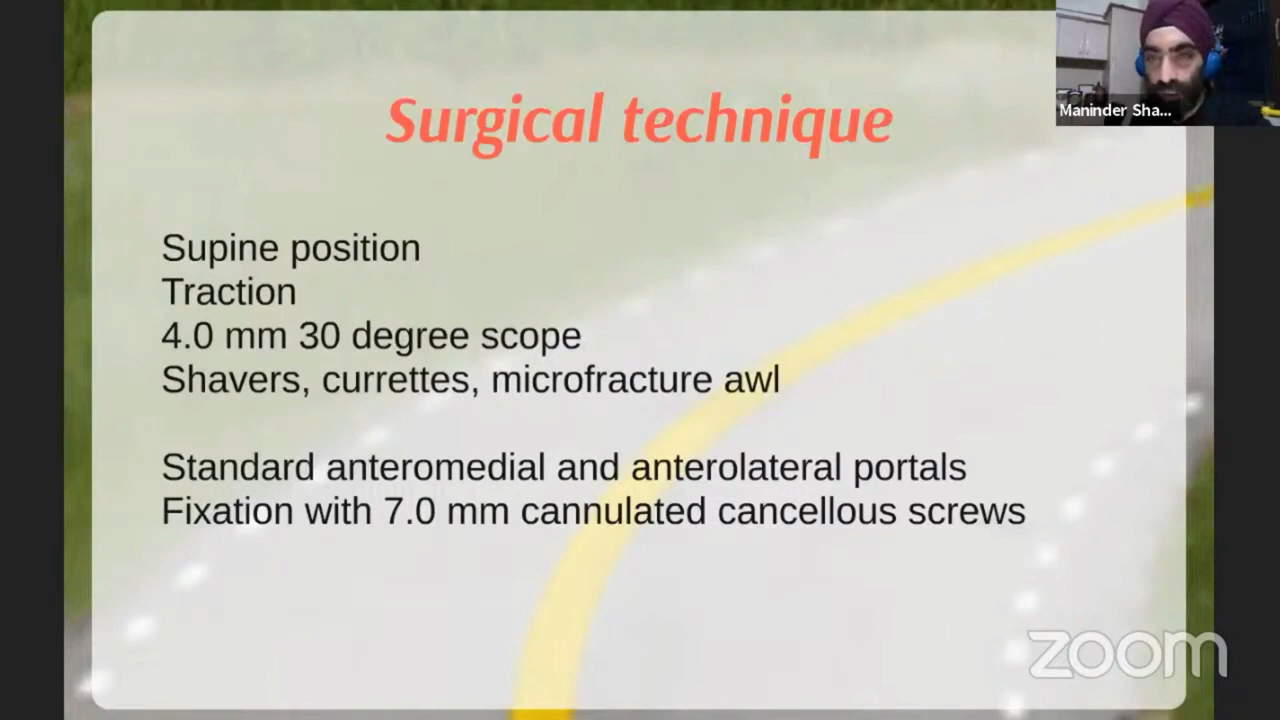 Surgical technique
Maninder Sha...
Supine position
Traction
4.0 mm 30 degree scope
Shavers, currettes, microfracture awl
Standard anteromedial and anterolateral portals
Fixation with 7.0 mm cannulated cancellous screws
zoom